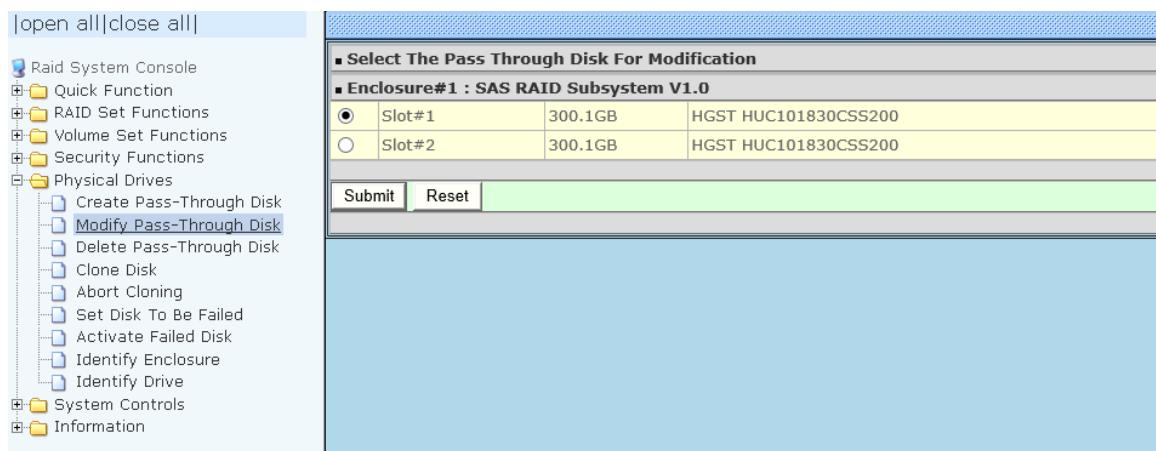 |open all|close all|
Raid System Console
Quick Function
RAID Set Functions
Volume Set Functions
Security Functions
Physical Drives
Create Pass-Through Disk
Modify Pass-Through Disk
Delete Pass-Through Disk
Clone Disk
Abort Cloning
Set Disk To Be Failed
Activate Failed Disk
Identify Enclosure
Identify Drive
System Controls
Information
Select The Pass Through Disk For Modification
Enclosure#1 : SAS RAID Subsystem V1.0
Slot#1 300.1GB HGST HUC101830CSS200
Slot#2 300.1GB HGST HUC101830CSS200
Submit Reset